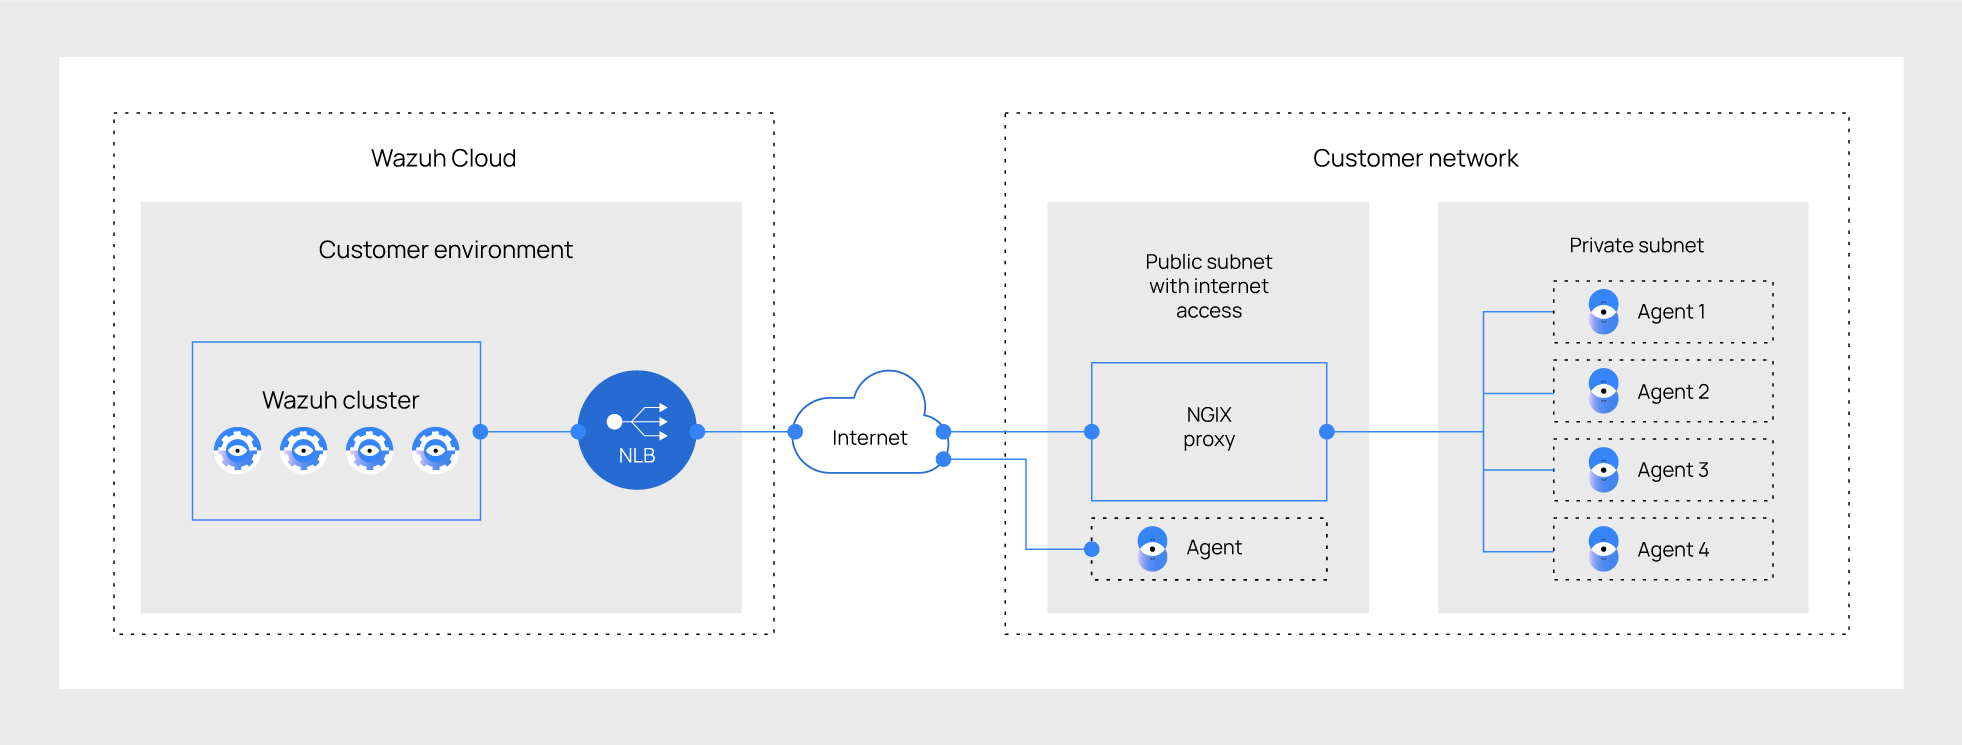 Wazuh Cloud
Customer environment
Wazuh cluster
NLB
Internet
Customer network
Public subnet
with internet
access
NGIX
proxy
Agent
Private subnet
Agent 1
Agent 2
Agent 3
Agent 4